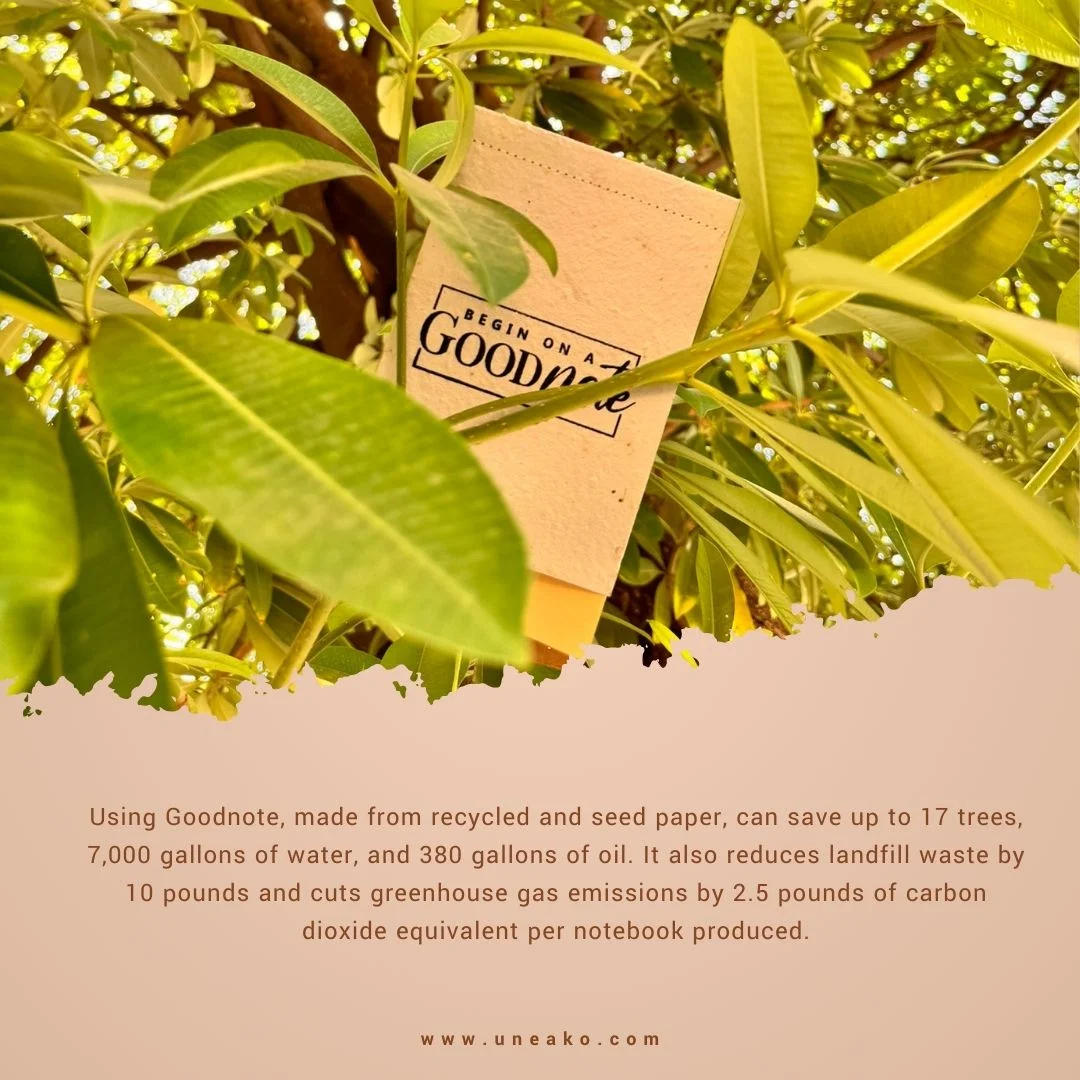 BEGIN ON A
GOODnote
Using Goodnote, made from recycled and seed paper, can save up to 17 trees,
7,000 gallons of water, and 380 gallons of oil. It also reduces landfill waste by
10 pounds and cuts greenhouse gas emissions by 2.5 pounds of carbon
dioxide equivalent per notebook produced.
www.uneako.com